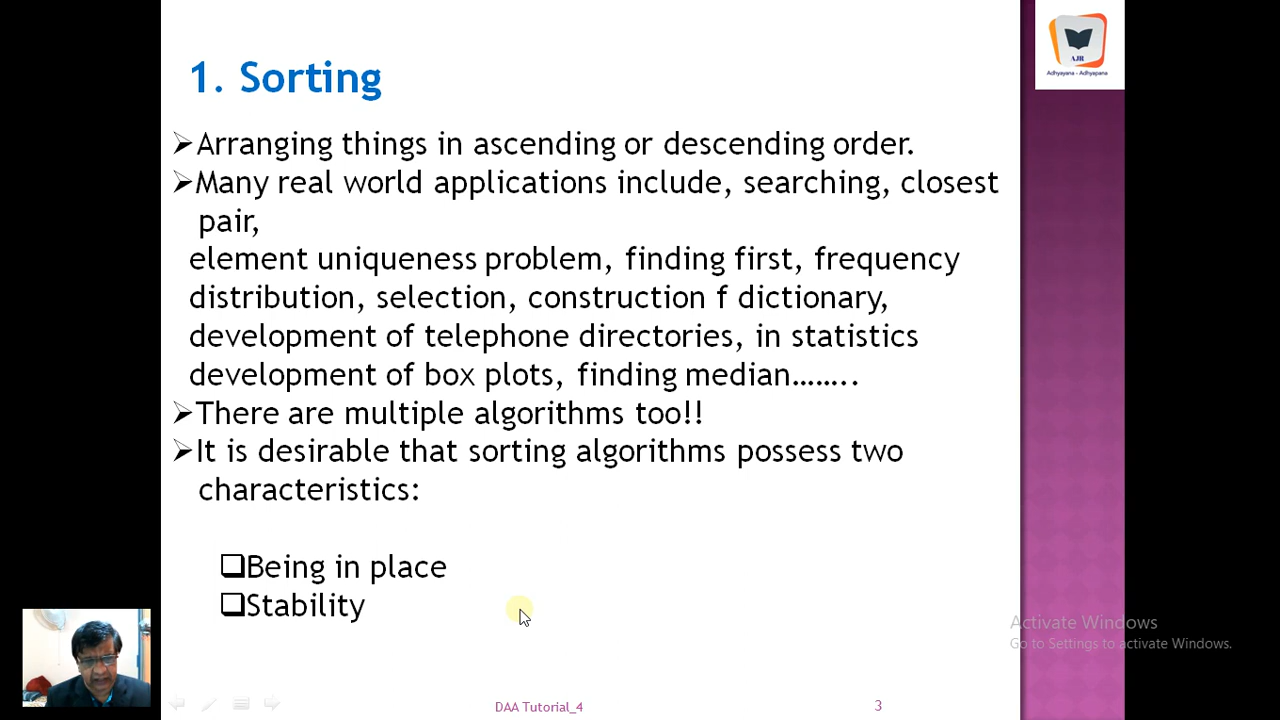 1. Sorting
AJR
Adhyayana - Adhyapana
➢Arranging things in ascending or descending order.
➢Many real world applications include, searching, closest
pair,
element uniqueness problem, finding first, frequency
distribution, selection, construction f dictionary,
development of telephone directories, in statistics
development of box plots, finding median……..
➢There are multiple algorithms too!!
➢It is desirable that sorting algorithms possess two
characteristics:
❑Being in place
❑Stability
Activate Windows
Go to Settings to activate Windows.
DAA Tutorial_4
3